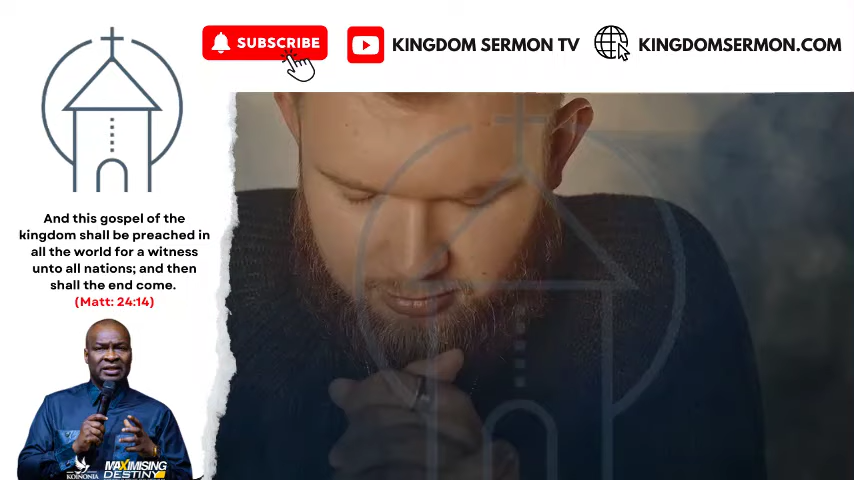 SUBSCRIBE
KINGDOM SERMON TV
KINGDOMSERMON.COM
And this gospel of the
kingdom shall be preached in
all the world for a witness
unto all nations; and then
shall the end come.
(Matt: 24:14)
KOINONIA
MAXIMISING
DESTINY